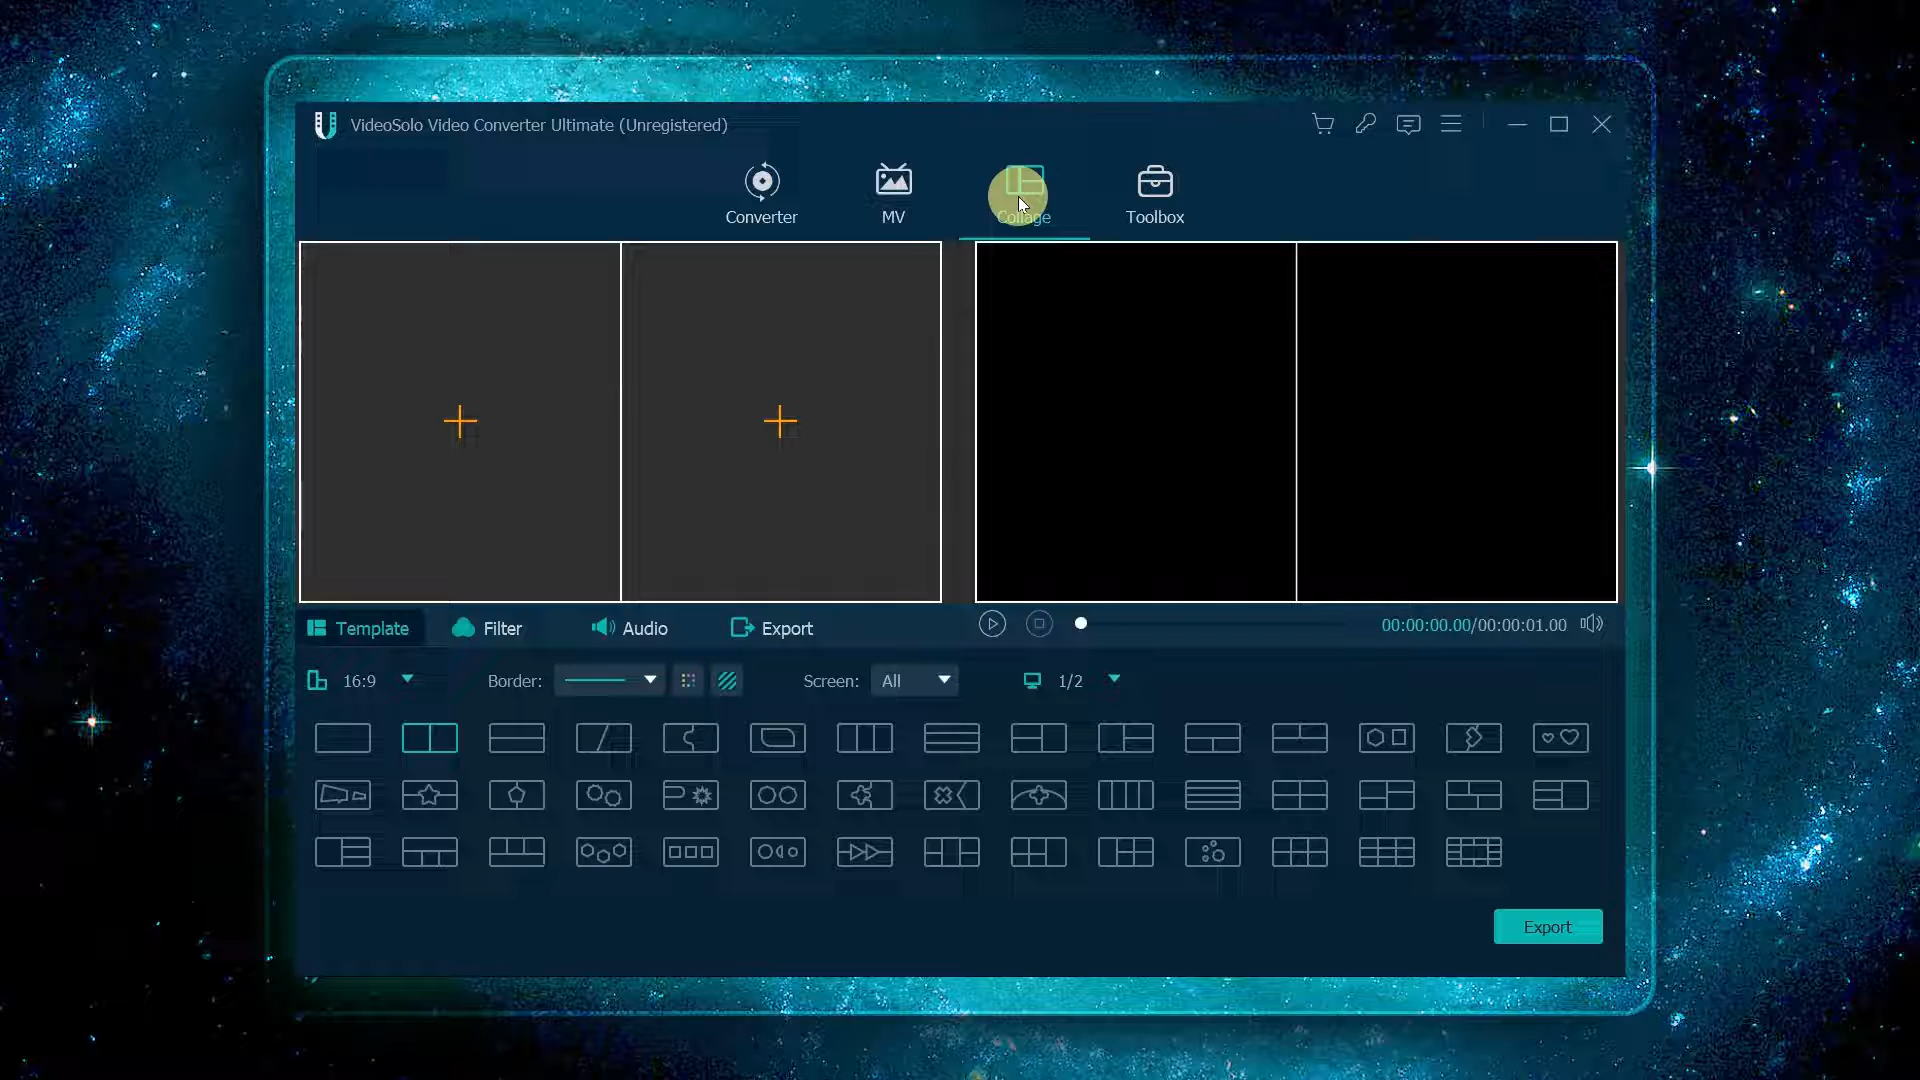 VideoSolo Video Converter Ultimate (Unregistered)
Converter
MV
Collage
Toolbox
Template
Filter
Audio
Export
00:00:00.00/00:00:01.00
16:9
Border:
Screen:
All
1/2
Export